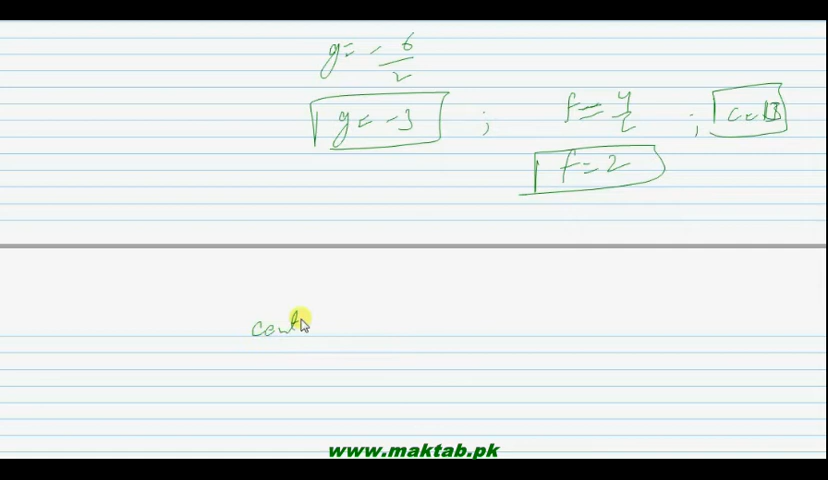 g = - 6/2
g = -3 ; f = 4/2 ; c = 13
f = 2
cent
www.maktab.pk